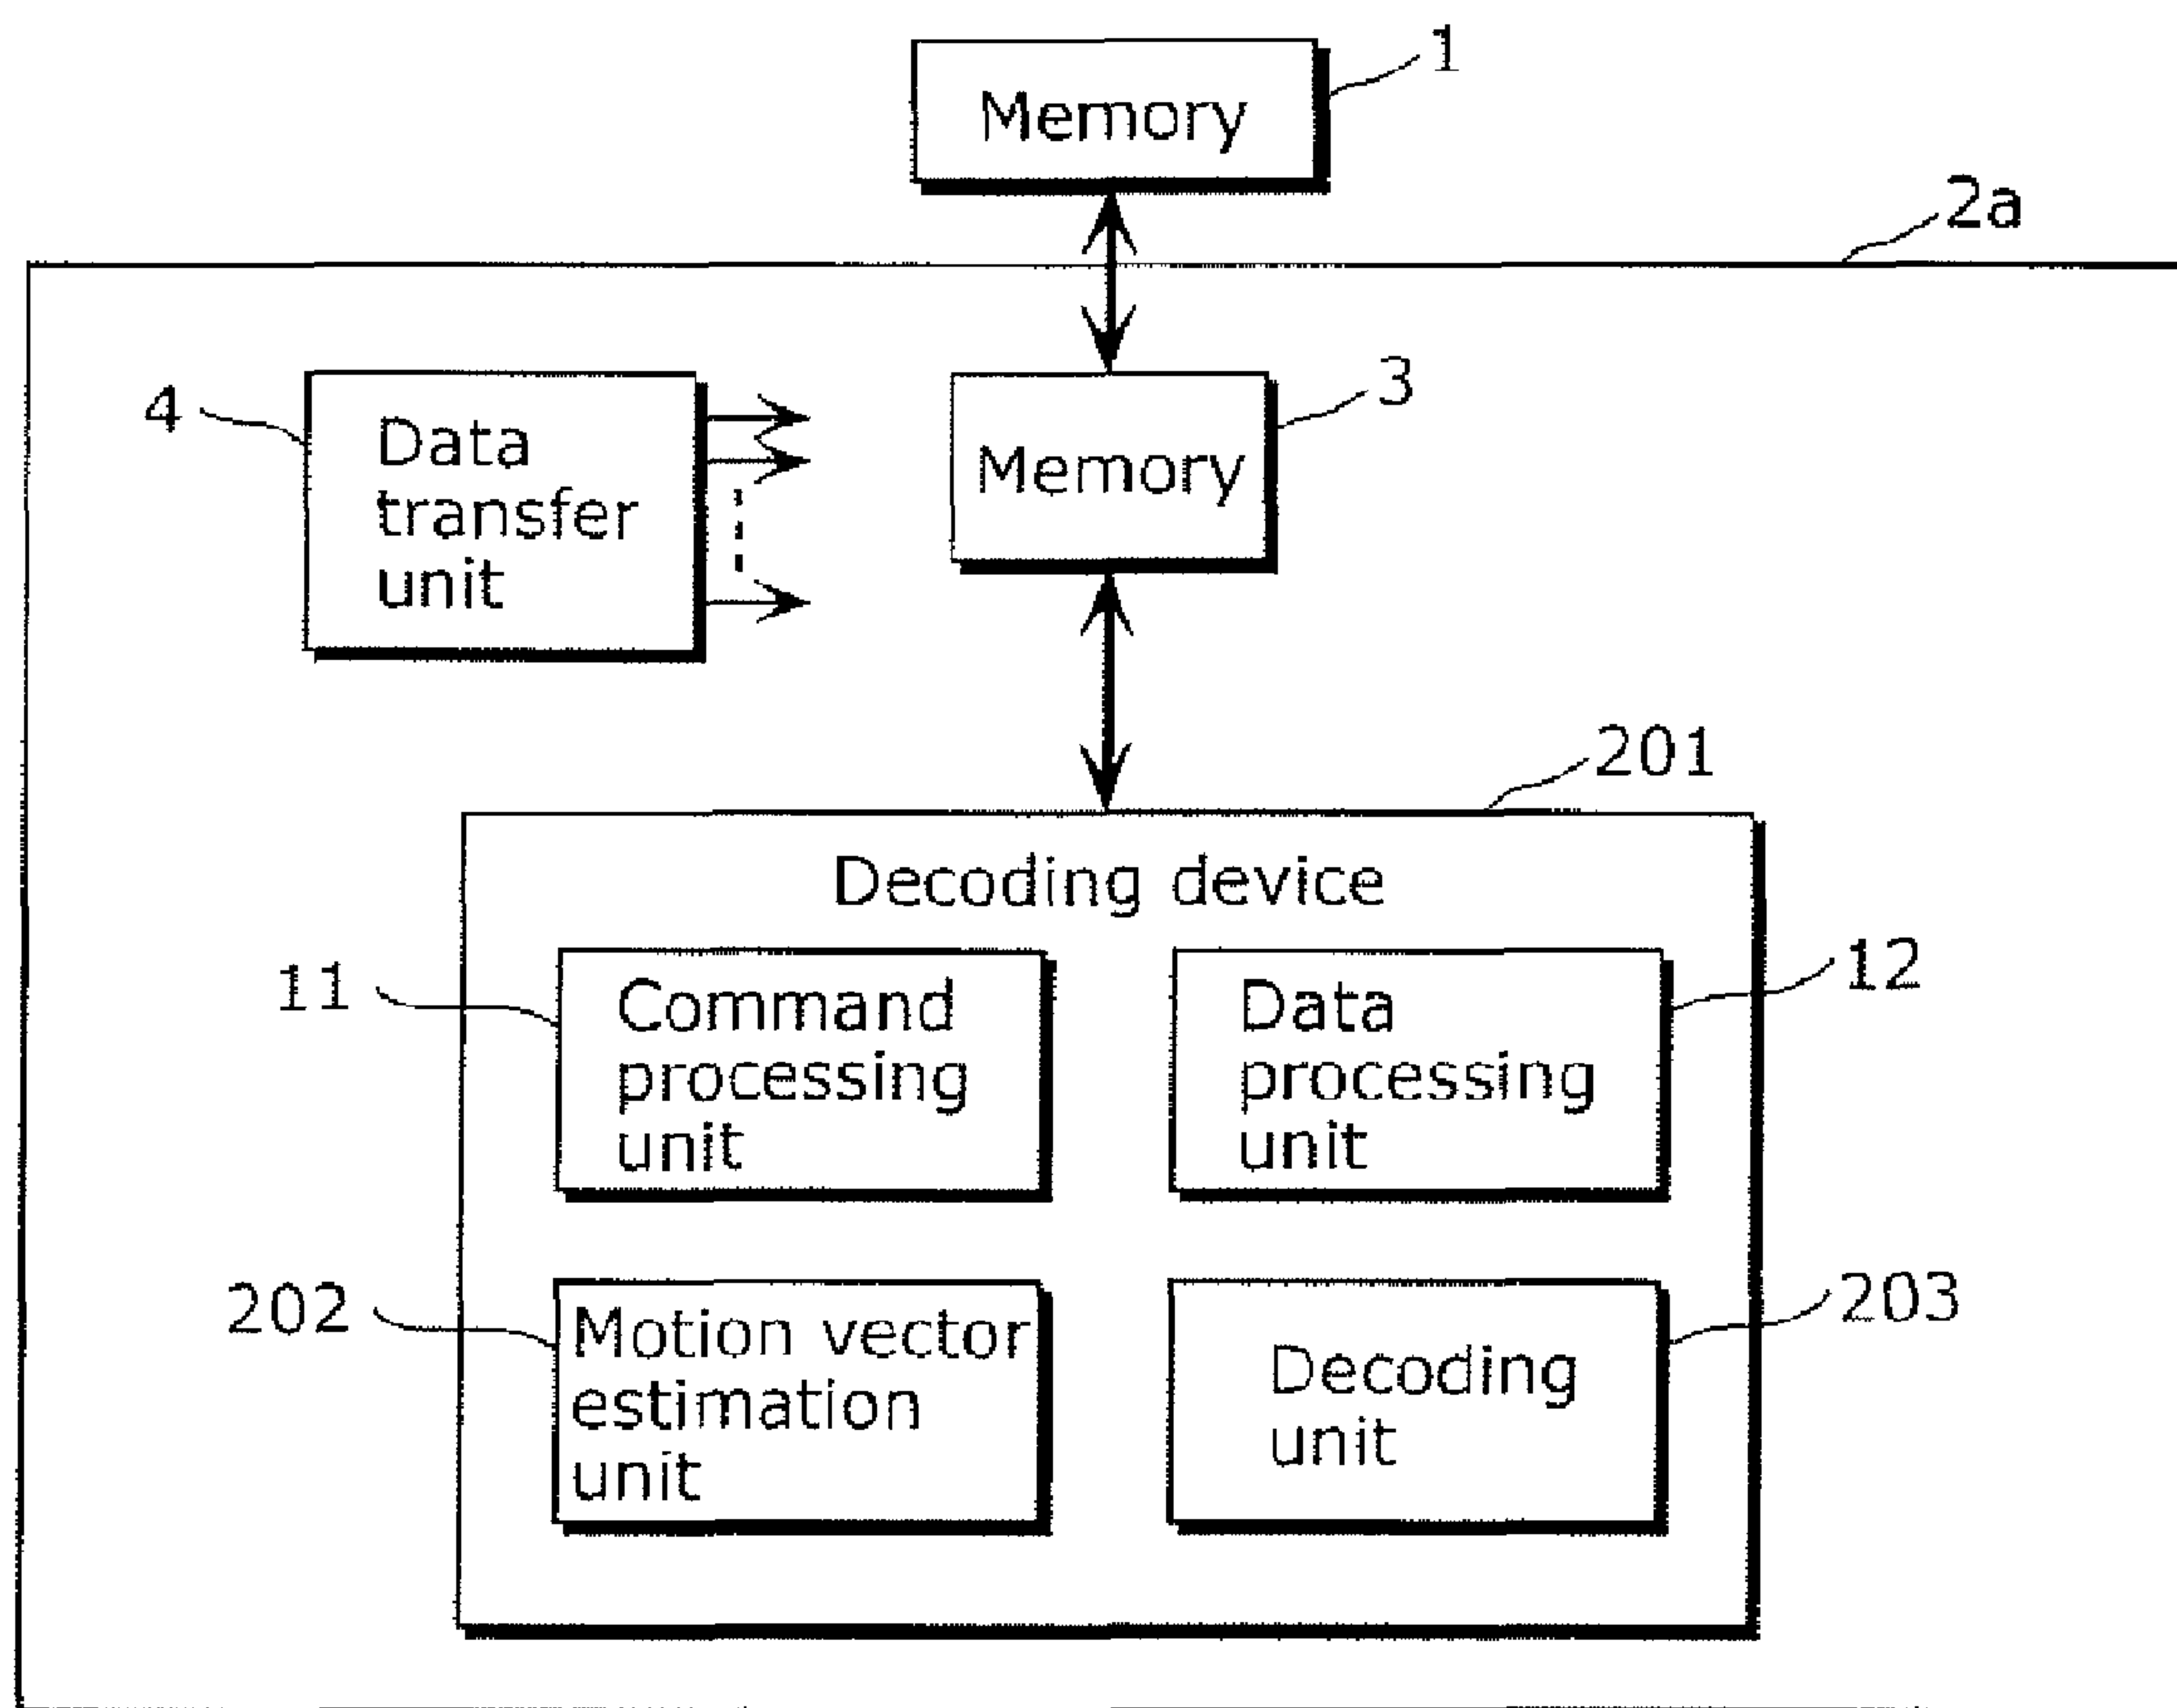 Memory
1
2a
4
Data
transfer
unit
Memory
3
201
Decoding device
11
Command
processing
unit
Data
processing
unit
12
202
Motion vector
estimation
unit
Decoding
unit
203